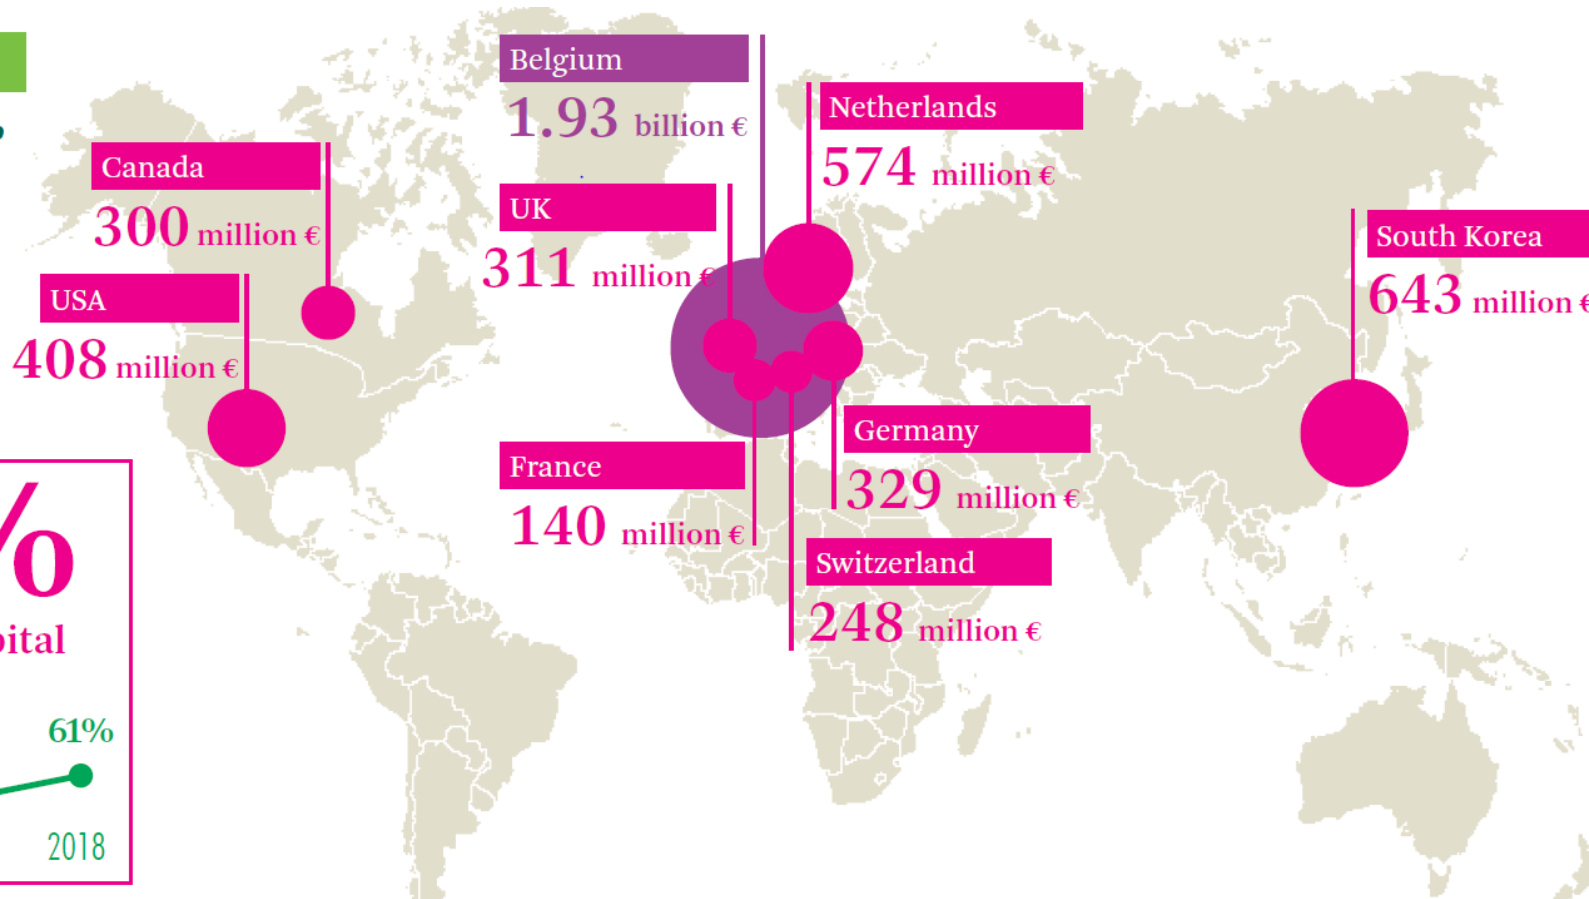 Belgium
1.93 billion €
Netherlands
574 million €
Canada
300 million €
UK
311 million €
South Korea
643 million €
USA
408 million €
Germany
329 million €
France
140 million €
Switzerland
248 million €
%
61%
2018